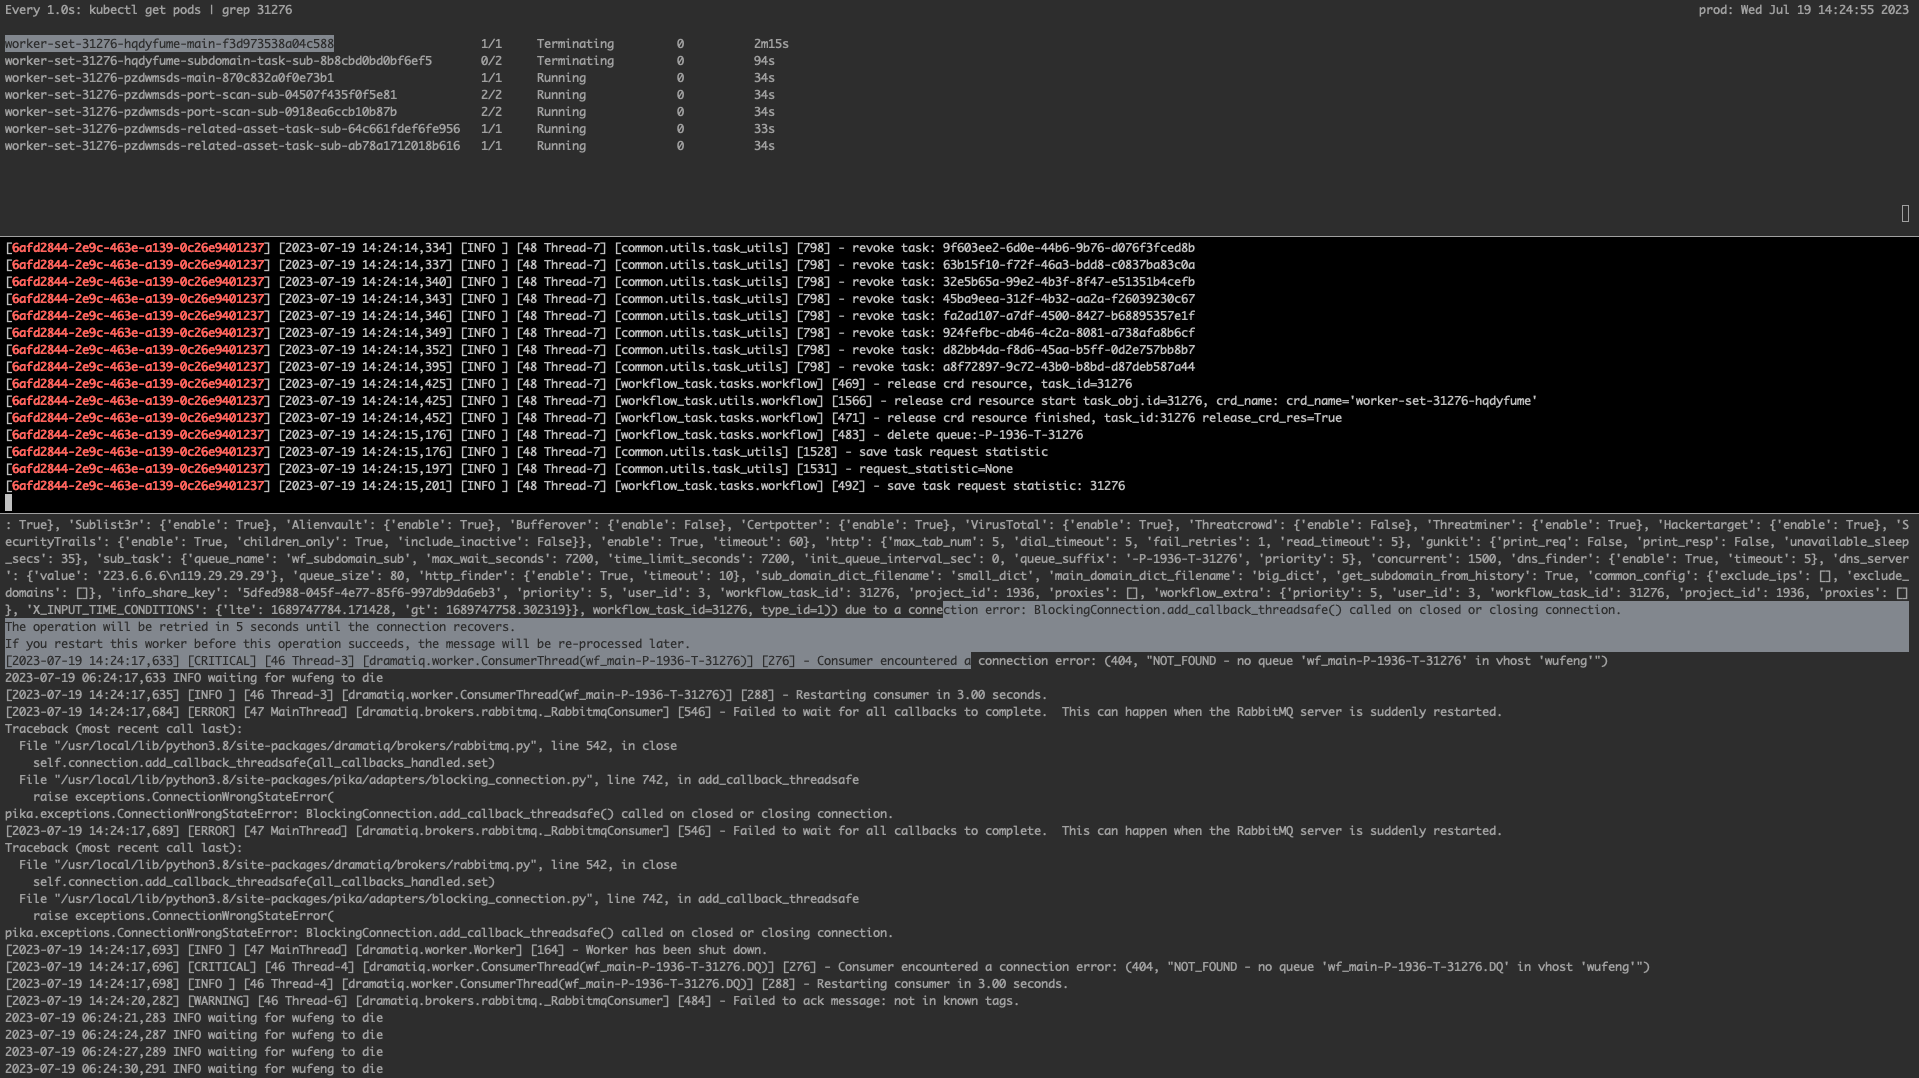 Every 1.0s: kubectl get pods | grep 31276
prod: Wed Jul 19 14:24:55 2023
worker-set-31276-hqdyfume-main-f3d973538a04c588 1/1 Terminating 0 2m15s
worker-set-31276-hqdyfume-subdomain-task-sub-8b8cbd0bd0bf6ef5 0/2 Terminating 0 94s
worker-set-31276-pzdwmsds-main-870c832a0f0e73b1 1/1 Running 0 34s
worker-set-31276-pzdwmsds-port-scan-sub-04507f435f0f5e81 2/2 Running 0 34s
worker-set-31276-pzdwmsds-port-scan-sub-0918ea6ccb10b87b 2/2 Running 0 34s
worker-set-31276-pzdwmsds-related-asset-task-sub-64c661fdef6fe956 1/1 Running 0 33s
worker-set-31276-pzdwmsds-related-asset-task-sub-ab78a1712018b616 1/1 Running 0 34s
[6afd2844-2e9c-463e-a139-0c26e9401237] [2023-07-19 14:24:14,334] [INFO ] [48 Thread-7] [common.utils.task_utils] [798] - revoke task: 9f603ee2-6d0e-44b6-9b76-d076f3fced8b
[6afd2844-2e9c-463e-a139-0c26e9401237] [2023-07-19 14:24:14,337] [INFO ] [48 Thread-7] [common.utils.task_utils] [798] - revoke task: 63b15f10-f72f-46a3-bdd8-c0837ba83c0a
[6afd2844-2e9c-463e-a139-0c26e9401237] [2023-07-19 14:24:14,340] [INFO ] [48 Thread-7] [common.utils.task_utils] [798] - revoke task: 32e5b65a-99e2-4b3f-8f47-e51351b4cefb
[6afd2844-2e9c-463e-a139-0c26e9401237] [2023-07-19 14:24:14,343] [INFO ] [48 Thread-7] [common.utils.task_utils] [798] - revoke task: 45ba9eea-312f-4b32-aa2a-f26039230c67
[6afd2844-2e9c-463e-a139-0c26e9401237] [2023-07-19 14:24:14,346] [INFO ] [48 Thread-7] [common.utils.task_utils] [798] - revoke task: fa2ad107-a7df-4500-8427-b68895357e1f
[6afd2844-2e9c-463e-a139-0c26e9401237] [2023-07-19 14:24:14,349] [INFO ] [48 Thread-7] [common.utils.task_utils] [798] - revoke task: 924fefbc-ab46-4c2a-8081-a738afa8b6cf
[6afd2844-2e9c-463e-a139-0c26e9401237] [2023-07-19 14:24:14,352] [INFO ] [48 Thread-7] [common.utils.task_utils] [798] - revoke task: d82bb4da-f8d6-45aa-b5ff-0d2e757bb8b7
[6afd2844-2e9c-463e-a139-0c26e9401237] [2023-07-19 14:24:14,395] [INFO ] [48 Thread-7] [common.utils.task_utils] [798] - revoke task: a8f72897-9c72-43b0-b8bd-d87deb587a44
[6afd2844-2e9c-463e-a139-0c26e9401237] [2023-07-19 14:24:14,425] [INFO ] [48 Thread-7] [workflow_task.tasks.workflow] [469] - release crd resource, task_id=31276
[6afd2844-2e9c-463e-a139-0c26e9401237] [2023-07-19 14:24:14,425] [INFO ] [48 Thread-7] [workflow_task.utils.workflow] [1566] - release crd resource start task_obj.id=31276, crd_name: crd_name='worker-set-31276-hqdyfume'
[6afd2844-2e9c-463e-a139-0c26e9401237] [2023-07-19 14:24:14,452] [INFO ] [48 Thread-7] [workflow_task.tasks.workflow] [471] - release crd resource finished, task_id:31276 release_crd_res=True
[6afd2844-2e9c-463e-a139-0c26e9401237] [2023-07-19 14:24:15,176] [INFO ] [48 Thread-7] [workflow_task.tasks.workflow] [483] - delete queue:-P-1936-T-31276
[6afd2844-2e9c-463e-a139-0c26e9401237] [2023-07-19 14:24:15,176] [INFO ] [48 Thread-7] [common.utils.task_utils] [1528] - save task request statistic
[6afd2844-2e9c-463e-a139-0c26e9401237] [2023-07-19 14:24:15,197] [INFO ] [48 Thread-7] [common.utils.task_utils] [1531] - request_statistic=None
[6afd2844-2e9c-463e-a139-0c26e9401237] [2023-07-19 14:24:15,201] [INFO ] [48 Thread-7] [workflow_task.tasks.workflow] [492] - save task request statistic: 31276
: True}, 'Sublist3r': {'enable': True}, 'Alienvault': {'enable': True}, 'Bufferover': {'enable': False}, 'Certpotter': {'enable': True}, 'VirusTotal': {'enable': True}, 'Threatcrowd': {'enable': False}, 'Threatminer': {'enable': True}, 'Hackertarget': {'enable': True}, 'S
ecurityTrails': {'enable': True, 'children_only': True, 'include_inactive': False}}, 'enable': True, 'timeout': 60}, 'http': {'max_tab_num': 5, 'dial_timeout': 5, 'fail_retries': 1, 'read_timeout': 5}, 'gunkit': {'print_req': False, 'print_resp': False, 'unavailable_sleep
_secs': 35}, 'sub_task': {'queue_name': 'wf_subdomain_sub', 'max_wait_seconds': 7200, 'time_limit_seconds': 7200, 'init_queue_interval_sec': 0, 'queue_suffix': '-P-1936-T-31276', 'priority': 5}, 'concurrent': 1500, 'dns_finder': {'enable': True, 'timeout': 5}, 'dns_server
': {'value': '223.6.6.6\n119.29.29.29'}, 'queue_size': 80, 'http_finder': {'enable': True, 'timeout': 10}, 'sub_domain_dict_filename': 'small_dict', 'main_domain_dict_filename': 'big_dict', 'get_subdomain_from_history': True, 'common_config': {'exclude_ips': [], 'exclude_
domains': []}, 'info_share_key': '5dfed988-045f-4e77-85f6-997db9da6eb3', 'priority': 5, 'user_id': 3, 'workflow_task_id': 31276, 'project_id': 1936, 'proxies': [], 'workflow_extra': {'priority': 5, 'user_id': 3, 'workflow_task_id': 31276, 'project_id': 1936, 'proxies': []
}, 'X_INPUT_TIME_CONDITIONS': {'lte': 1689747784.171428, 'gt': 1689747758.302319}}, workflow_task_id=31276, type_id=1)) due to a connection error: BlockingConnection.add_callback_threadsafe() called on closed or closing connection.
The operation will be retried in 5 seconds until the connection recovers.
If you restart this worker before this operation succeeds, the message will be re-processed later.
[2023-07-19 14:24:17,633] [CRITICAL] [46 Thread-3] [dramatiq.worker.ConsumerThread(wf_main-P-1936-T-31276)] [276] - Consumer encountered a connection error: (404, "NOT_FOUND - no queue 'wf_main-P-1936-T-31276' in vhost 'wufeng'")
2023-07-19 06:24:17,633 INFO waiting for wufeng to die
[2023-07-19 14:24:17,635] [INFO ] [46 Thread-3] [dramatiq.worker.ConsumerThread(wf_main-P-1936-T-31276)] [288] - Restarting consumer in 3.00 seconds.
[2023-07-19 14:24:17,684] [ERROR] [47 MainThread] [dramatiq.brokers.rabbitmq._RabbitmqConsumer] [546] - Failed to wait for all callbacks to complete.  This can happen when the RabbitMQ server is suddenly restarted.
Traceback (most recent call last):
  File "/usr/local/lib/python3.8/site-packages/dramatiq/brokers/rabbitmq.py", line 542, in close
    self.connection.add_callback_threadsafe(all_callbacks_handled.set)
  File "/usr/local/lib/python3.8/site-packages/pika/adapters/blocking_connection.py", line 742, in add_callback_threadsafe
    raise exceptions.ConnectionWrongStateError(
pika.exceptions.ConnectionWrongStateError: BlockingConnection.add_callback_threadsafe() called on closed or closing connection.
[2023-07-19 14:24:17,689] [ERROR] [47 MainThread] [dramatiq.brokers.rabbitmq._RabbitmqConsumer] [546] - Failed to wait for all callbacks to complete.  This can happen when the RabbitMQ server is suddenly restarted.
Traceback (most recent call last):
  File "/usr/local/lib/python3.8/site-packages/dramatiq/brokers/rabbitmq.py", line 542, in close
    self.connection.add_callback_threadsafe(all_callbacks_handled.set)
  File "/usr/local/lib/python3.8/site-packages/pika/adapters/blocking_connection.py", line 742, in add_callback_threadsafe
    raise exceptions.ConnectionWrongStateError(
pika.exceptions.ConnectionWrongStateError: BlockingConnection.add_callback_threadsafe() called on closed or closing connection.
[2023-07-19 14:24:17,693] [INFO ] [47 MainThread] [dramatiq.worker.Worker] [164] - Worker has been shut down.
[2023-07-19 14:24:17,696] [CRITICAL] [46 Thread-4] [dramatiq.worker.ConsumerThread(wf_main-P-1936-T-31276.DQ)] [276] - Consumer encountered a connection error: (404, "NOT_FOUND - no queue 'wf_main-P-1936-T-31276.DQ' in vhost 'wufeng'")
[2023-07-19 14:24:17,698] [INFO ] [46 Thread-4] [dramatiq.worker.ConsumerThread(wf_main-P-1936-T-31276.DQ)] [288] - Restarting consumer in 3.00 seconds.
[2023-07-19 14:24:20,282] [WARNING] [46 Thread-6] [dramatiq.brokers.rabbitmq._RabbitmqConsumer] [484] - Failed to ack message: not in known tags.
2023-07-19 06:24:21,283 INFO waiting for wufeng to die
2023-07-19 06:24:24,287 INFO waiting for wufeng to die
2023-07-19 06:24:27,289 INFO waiting for wufeng to die
2023-07-19 06:24:30,291 INFO waiting for wufeng to die